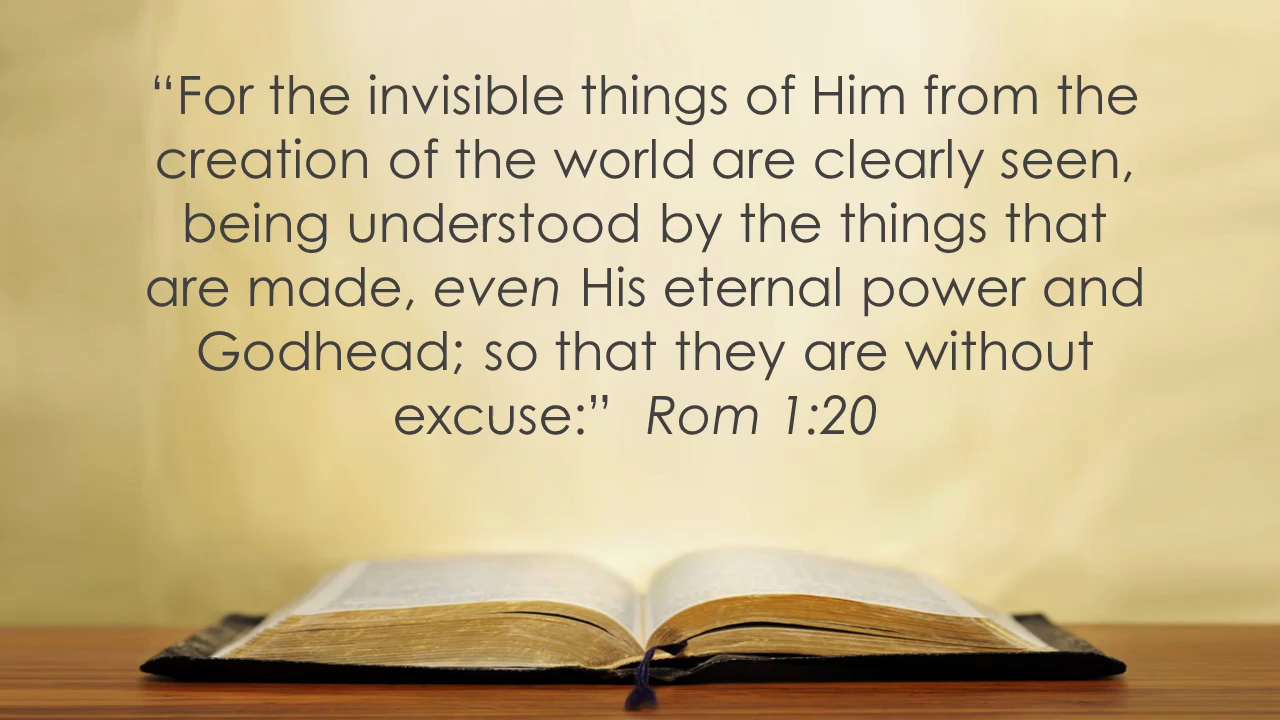 “For the invisible things of Him from the
creation of the world are clearly seen,
being understood by the things that
are made, even His eternal power and
Godhead; so that they are without
excuse:”  Rom 1:20